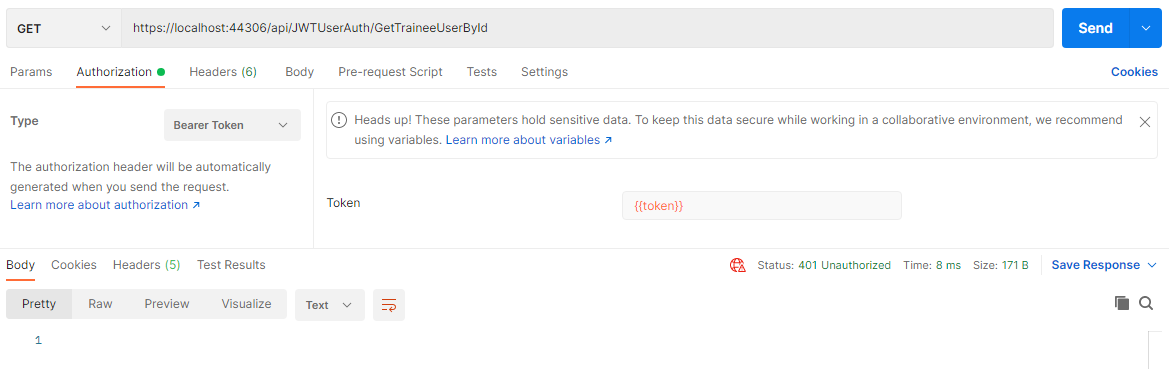 GET
https://localhost:44306/api/JWTUserAuth/GetTraineeUserById
Send
Params
Authorization
Headers (6)
Body
Pre-request Script
Tests
Settings
Cookies
Type
Bearer Token
The authorization header will be automatically
generated when you send the request.
Learn more about authorization ↗
Heads up! These parameters hold sensitive data. To keep this data secure while working in a collaborative environment, we recommend
using variables. Learn more about variables ↗
Token
{{token}}
Body
Cookies
Headers (5)
Test Results
Status: 401 Unauthorized
Time: 8 ms
Size: 171 B
Save Response
Pretty
Raw
Preview
Visualize
Text
1